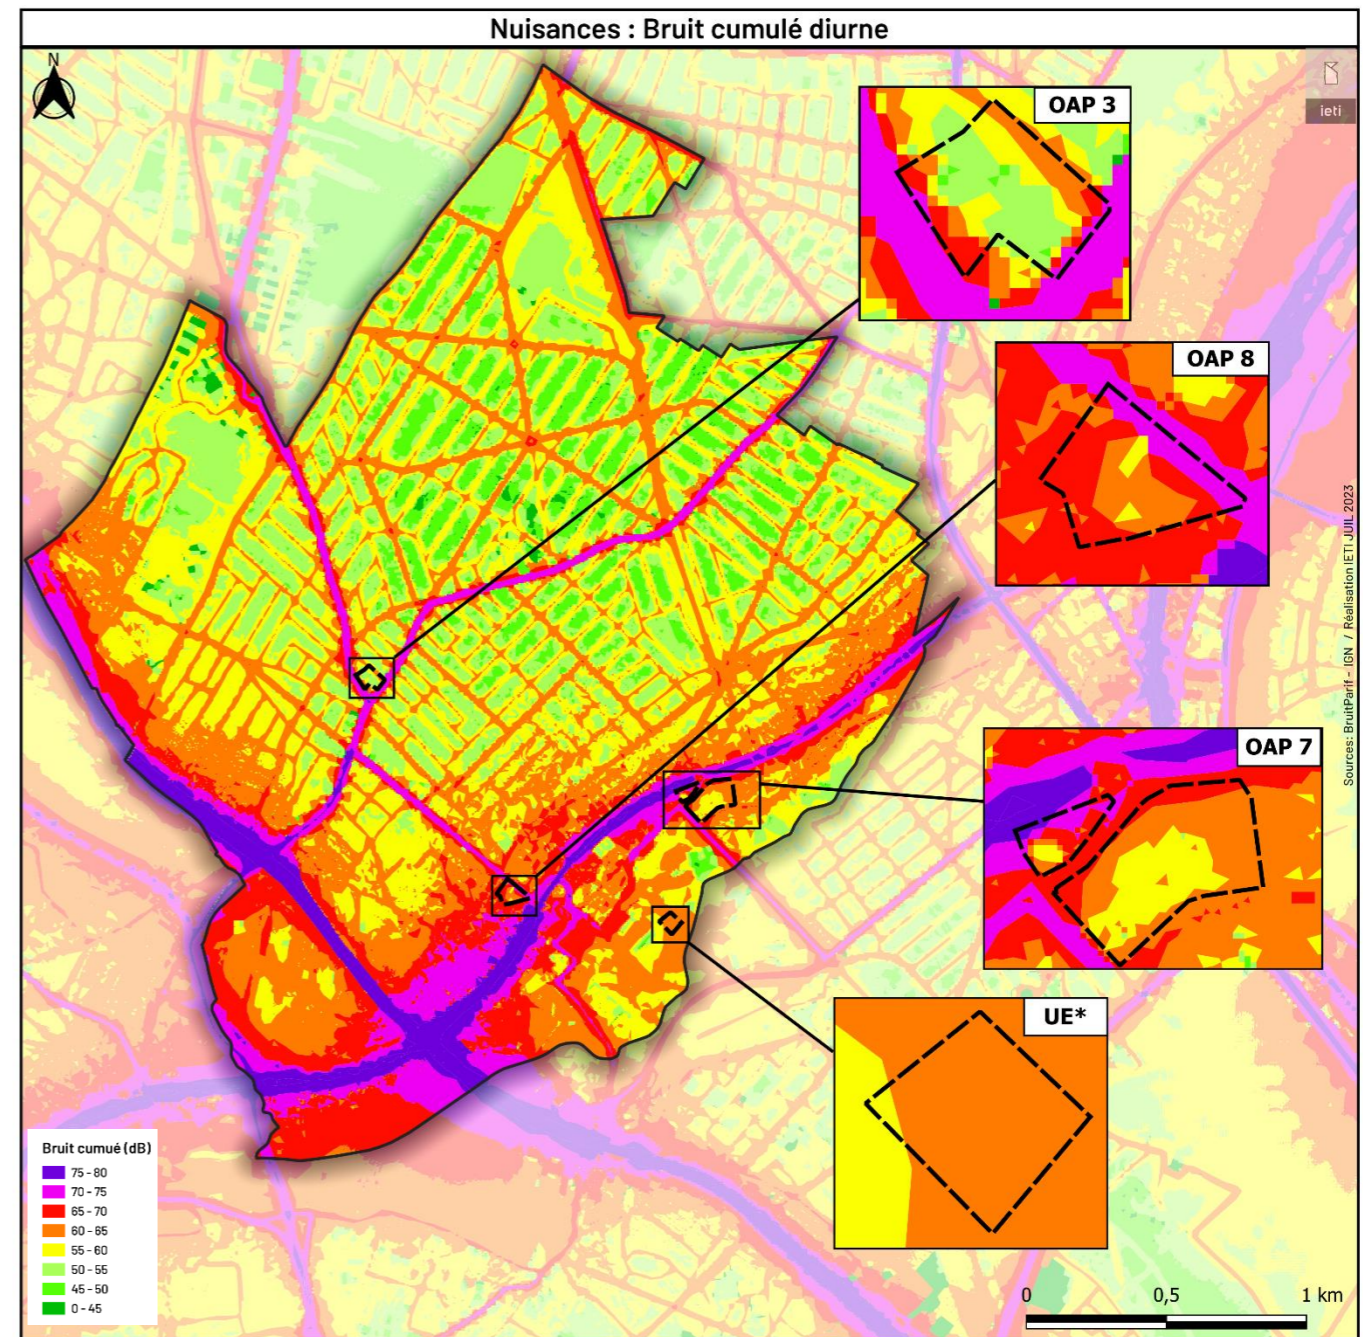 Nuisances : Bruit cumulé diurne
N
ieti
OAP 3
OAP 8
OAP 7
UE*
Sources: BruitParif - IGN / Réalisation IETI JUIL 2023
Bruit cumué (dB)
75 - 80
70 - 75
65 - 70
60 - 65
55 - 60
50 - 55
45 - 50
0 - 45
0 0,5 1 km